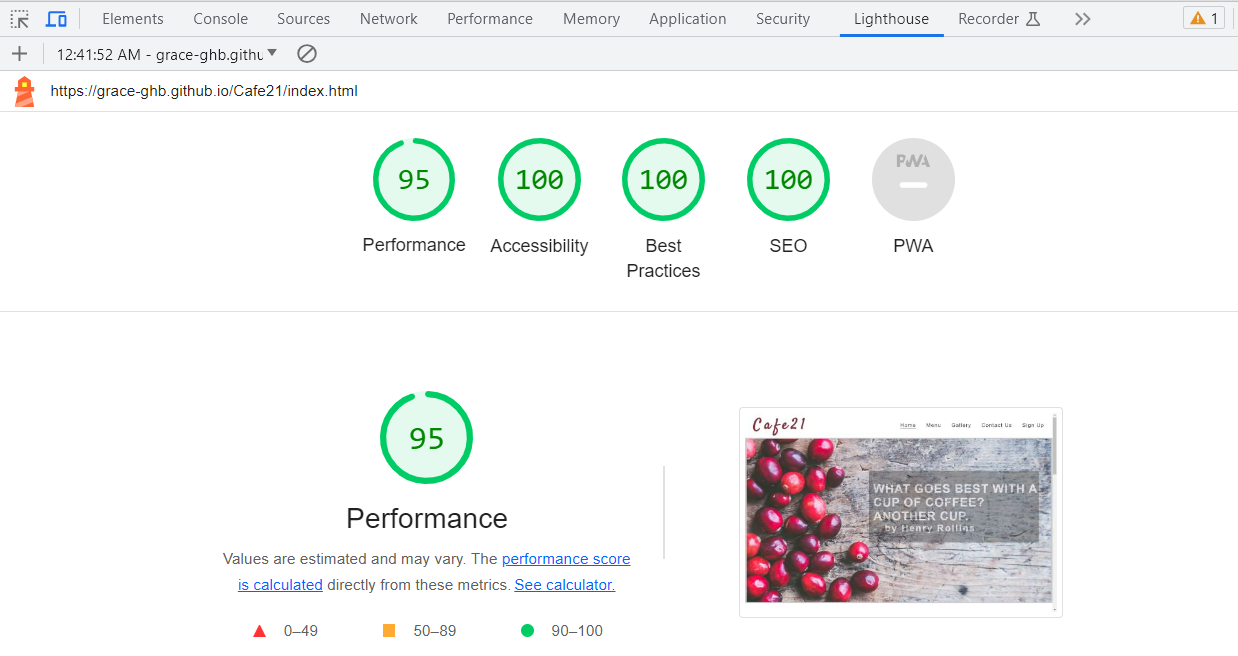 Elements Console Sources Network Performance Memory Application Security Lighthouse Recorder 1
12:41:52 AM - grace-ghb.githu
https://grace-ghb.github.io/Cafe21/index.html
95 100 100 100 PWA
Performance Accessibility Best Practices SEO PWA
95
Performance
Values are estimated and may vary. The performance score
is calculated directly from these metrics. See calculator.
0–49 50–89 90–100
Cafe21 Home Menu Gallery Contact Us Sign Up
WHAT GOES BEST WITH A
CUP OF COFFEE?
ANOTHER CUP.
by Henry Rollins